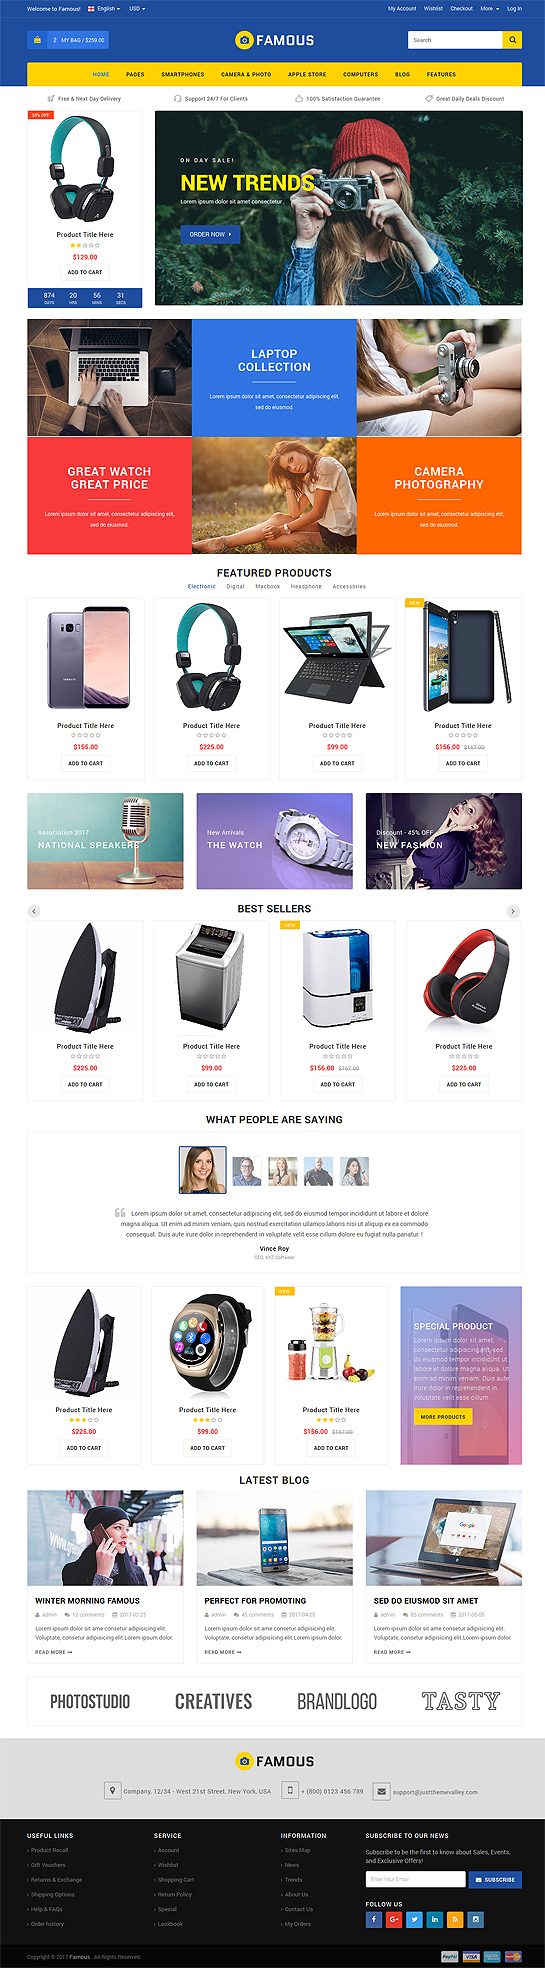 Welcome to Famous!
English
USD
My Account
Wishlist
Checkout
More
Log In
2 MY BAG / $259.00
FAMOUS
Search
HOME
PAGES
SMARTPHONES
CAMERA & PHOTO
APPLE STORE
COMPUTERS
BLOG
FEATURES
Free & Next Day Delivery
Support 24/7 For Clients
100% Satisfaction Guarantee
Great Daily Deals Discount
35% OFF
Product Title Here
$129.00
ADD TO CART
874 20 56 31
DAYS HRS MINS SECS
ON DAY SALE!
NEW TRENDS
Lorem ipsum dolor sit amet consectetur .
ORDER NOW
LAPTOP
COLLECTION
Lorem ipsum dolor sit amet, consectetur adipiscing elit,
sed do eiusmod.
GREAT WATCH
GREAT PRICE
Lorem ipsum dolor sit amet, consectetur adipiscing elit,
sed do eiusmod.
CAMERA
PHOTOGRAPHY
Lorem ipsum dolor sit amet, consectetur adipiscing elit,
sed do eiusmod.
FEATURED PRODUCTS
Electronic
Digital
Macbook
Headphone
Accessories
Product Title Here
$155.00
ADD TO CART
Product Title Here
$225.00
ADD TO CART
Product Title Here
$99.00
ADD TO CART
NEW
Product Title Here
$156.00 $167.00
ADD TO CART
Association 2017
NATIONAL SPEAKERS
New Arrivals
THE WATCH
Discount - 45% OFF
NEW FASHION
BEST SELLERS
Product Title Here
$225.00
ADD TO CART
Product Title Here
$99.00
ADD TO CART
NEW
Product Title Here
$156.00 $167.00
ADD TO CART
Product Title Here
$225.00
ADD TO CART
WHAT PEOPLE ARE SAYING
Lorem ipsum dolor sit amet, consectetur adipiscing elit, sed do eiusmod tempor incididunt ut labore et dolore
magna aliqua. Ut enim ad minim veniam, quis nostrud exercitation ullamco laboris nisi ut aliquip ex ea commodo
consequat. Duis aute irure dolor in reprehenderit in voluptate velit esse cillum dolore eu fugiat nulla pariatur. !
Vince Roy
CEO, XYZ Softwear
Product Title Here
$225.00
ADD TO CART
Product Title Here
$99.00
ADD TO CART
NEW
Product Title Here
$156.00 $167.00
ADD TO CART
SPECIAL PRODUCT
Lorem ipsum dolor sit amet,
consectetur adipiscing elit, sed
do eiusmod tempor incididunt ut
labore et dolore magna aliqua. Ut
enim ad minim veniam. Duis aute
irure dolor in reprehenderit in
voluptate velit esse cillum.
MORE PRODUCTS
LATEST BLOG
Google
WINTER MORNING FAMOUS
admin 12 comments 2017-02-25
Lorem ipsum dolor sit ame consetur adipiscing elit.
Voluptate, consetur adipiscing elit.Lorem ipsum dolor.
READ MORE
PERFECT FOR PROMOTING
admin 45 comments 2017-04-05
Lorem ipsum dolor sit ame consetur adipiscing elit.
Voluptate, consetur adipiscing elit.Lorem ipsum dolor.
READ MORE
SED DO EIUSMOD SIT AMET
admin 85 comments 2017-05-05
Lorem ipsum dolor sit ame consetur adipiscing elit.
Voluptate, consetur adipiscing elit.Lorem ipsum dolor.
READ MORE
PHOTOSTUDIO
CREATIVES
BRANDLOGO
TASTY
FAMOUS
Company, 12/34 - West 21st Street, New York, USA
+ (800) 0123 456 789
support@justthemevalley.com
USEFUL LINKS
Product Recall
Gift Vouchers
Returns & Exchange
Shipping Options
Help & FAQs
Order history
SERVICE
Account
Wishlist
Shopping Cart
Return Policy
Special
Lookbook
INFORMATION
Sites Map
News
Trends
About Us
Contact Us
My Orders
SUBSCRIBE TO OUR NEWS
Subscribe to be the first to know about Sales, Events,
and Exclusive Offers!
Enter Your Email
SUBSCRIBE
FOLLOW US
Copyright © 2017 Famous . All Rights Reserved.
PayPal
VISA